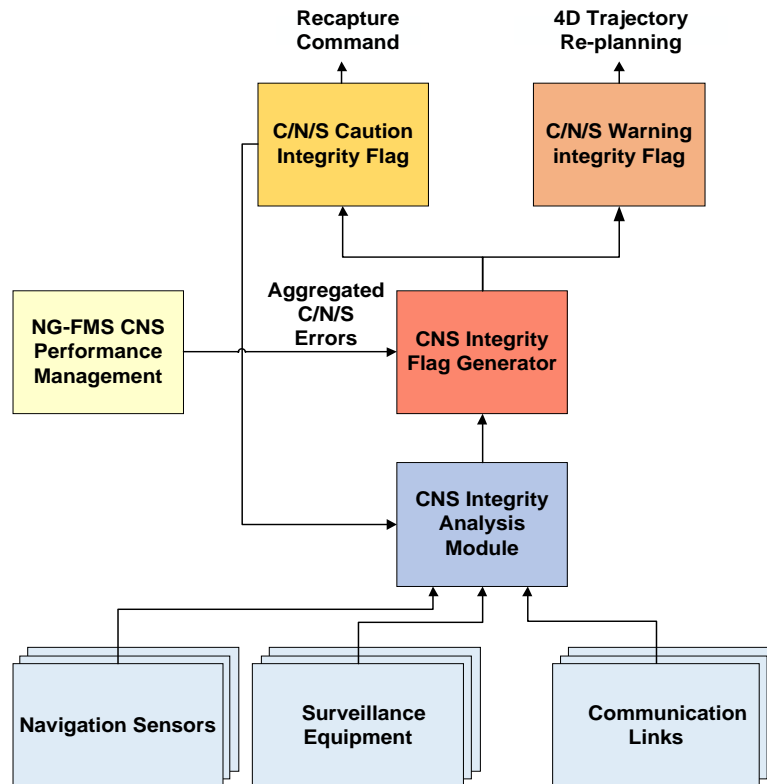 Recapture
Command
4D Trajectory
Re-planning
C/N/S Caution
Integrity Flag
C/N/S Warning
integrity Flag
NG-FMS CNS
Performance
Management
Aggregated
C/N/S
Errors
CNS Integrity
Flag Generator
CNS Integrity
Analysis
Module
Navigation Sensors
Surveillance
Equipment
Communication
Links